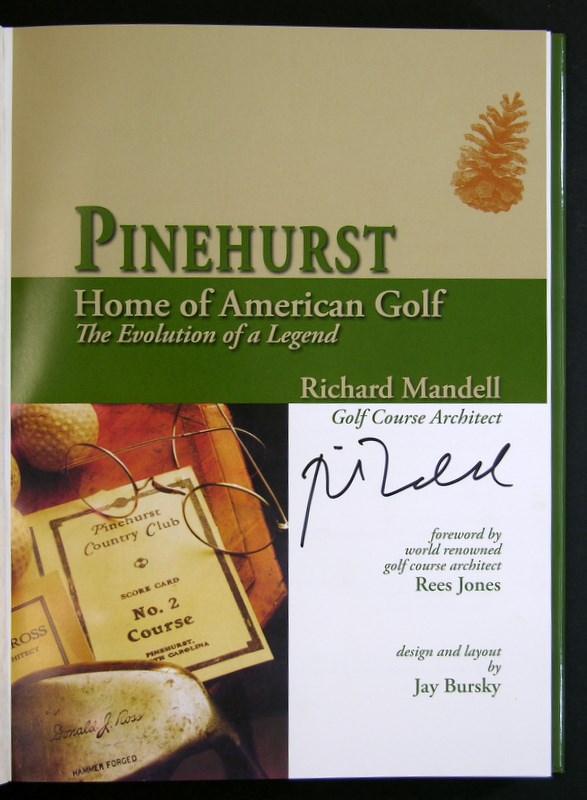 PINEHURST
Home of American Golf
The Evolution of a Legend
Richard Mandell
Golf Course Architect
foreword by
world renowned
golf course architect
Rees Jones
design and layout
by
Jay Bursky
Pinehurst
Country Club
SCORE CARD
No. 2
Course
PINEHURST,
TH CAROLINA
ROSS
HITECT
Donald J. Ross
HAMMER FORGED